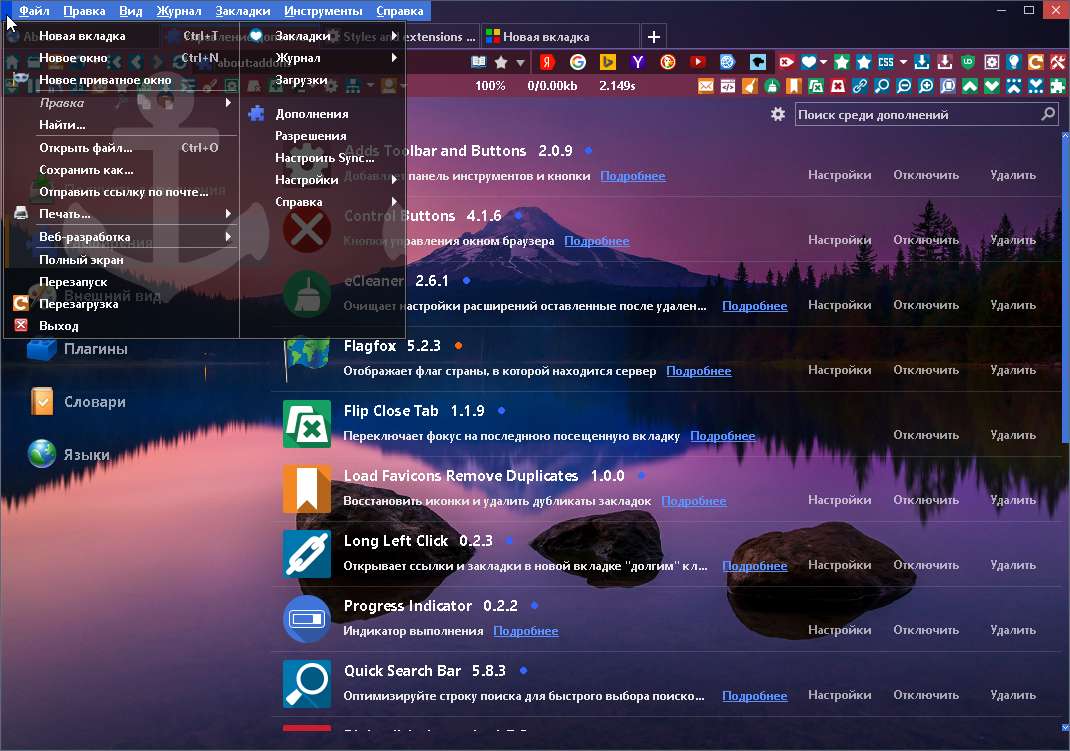 Файл Правка Вид Журнал Закладки Инструменты Справка
Styles and extensions ...
Новая вкладка
about:addon
100% 0/0.00kb 2.149s
Новая вкладка Ctrl+T
Новое окно Ctrl+N
Новое приватное окно
Правка
Найти...
Открыть файл... Ctrl+O
Сохранить как...
Отправить ссылку по почте...
Печать...
Веб-разработка
Полный экран
Перезапуск
Перезагрузка
Выход
Закладки
Журнал
Загрузки
Дополнения
Разрешения
Настроить Sync...
Настройки
Справка
Внешний вид
Плагины
Словари
Языки
Поиск среди дополнений
Adds Toolbar and Buttons 2.0.9
Добавляет панель инструментов и кнопки Подробнее
Настройки Отключить Удалить
Control Buttons 4.1.6
Кнопки управления окном браузера Подробнее
Настройки Отключить Удалить
eCleaner 2.6.1
Очищает настройки расширений оставленные после удален... Подробнее
Настройки Отключить Удалить
Flagfox 5.2.3
Отображает флаг страны, в которой находится сервер Подробнее
Настройки Отключить Удалить
Flip Close Tab 1.1.9
Переключает фокус на последнюю посещенную вкладку Подробнее
Отключить Удалить
Load Favicons Remove Duplicates 1.0.0
Восстановить иконки и удалить дубликаты закладок Подробнее
Настройки Отключить Удалить
Long Left Click 0.2.3
Открывает ссылки и закладки в новой вкладке "долгим" кл... Подробнее
Настройки Отключить Удалить
Progress Indicator 0.2.2
Индикатор выполнения Подробнее
Настройки Отключить Удалить
Quick Search Bar 5.8.3
Оптимизируйте строку поиска для быстрого выбора поиско... Подробнее
Настройки Отключить Удалить